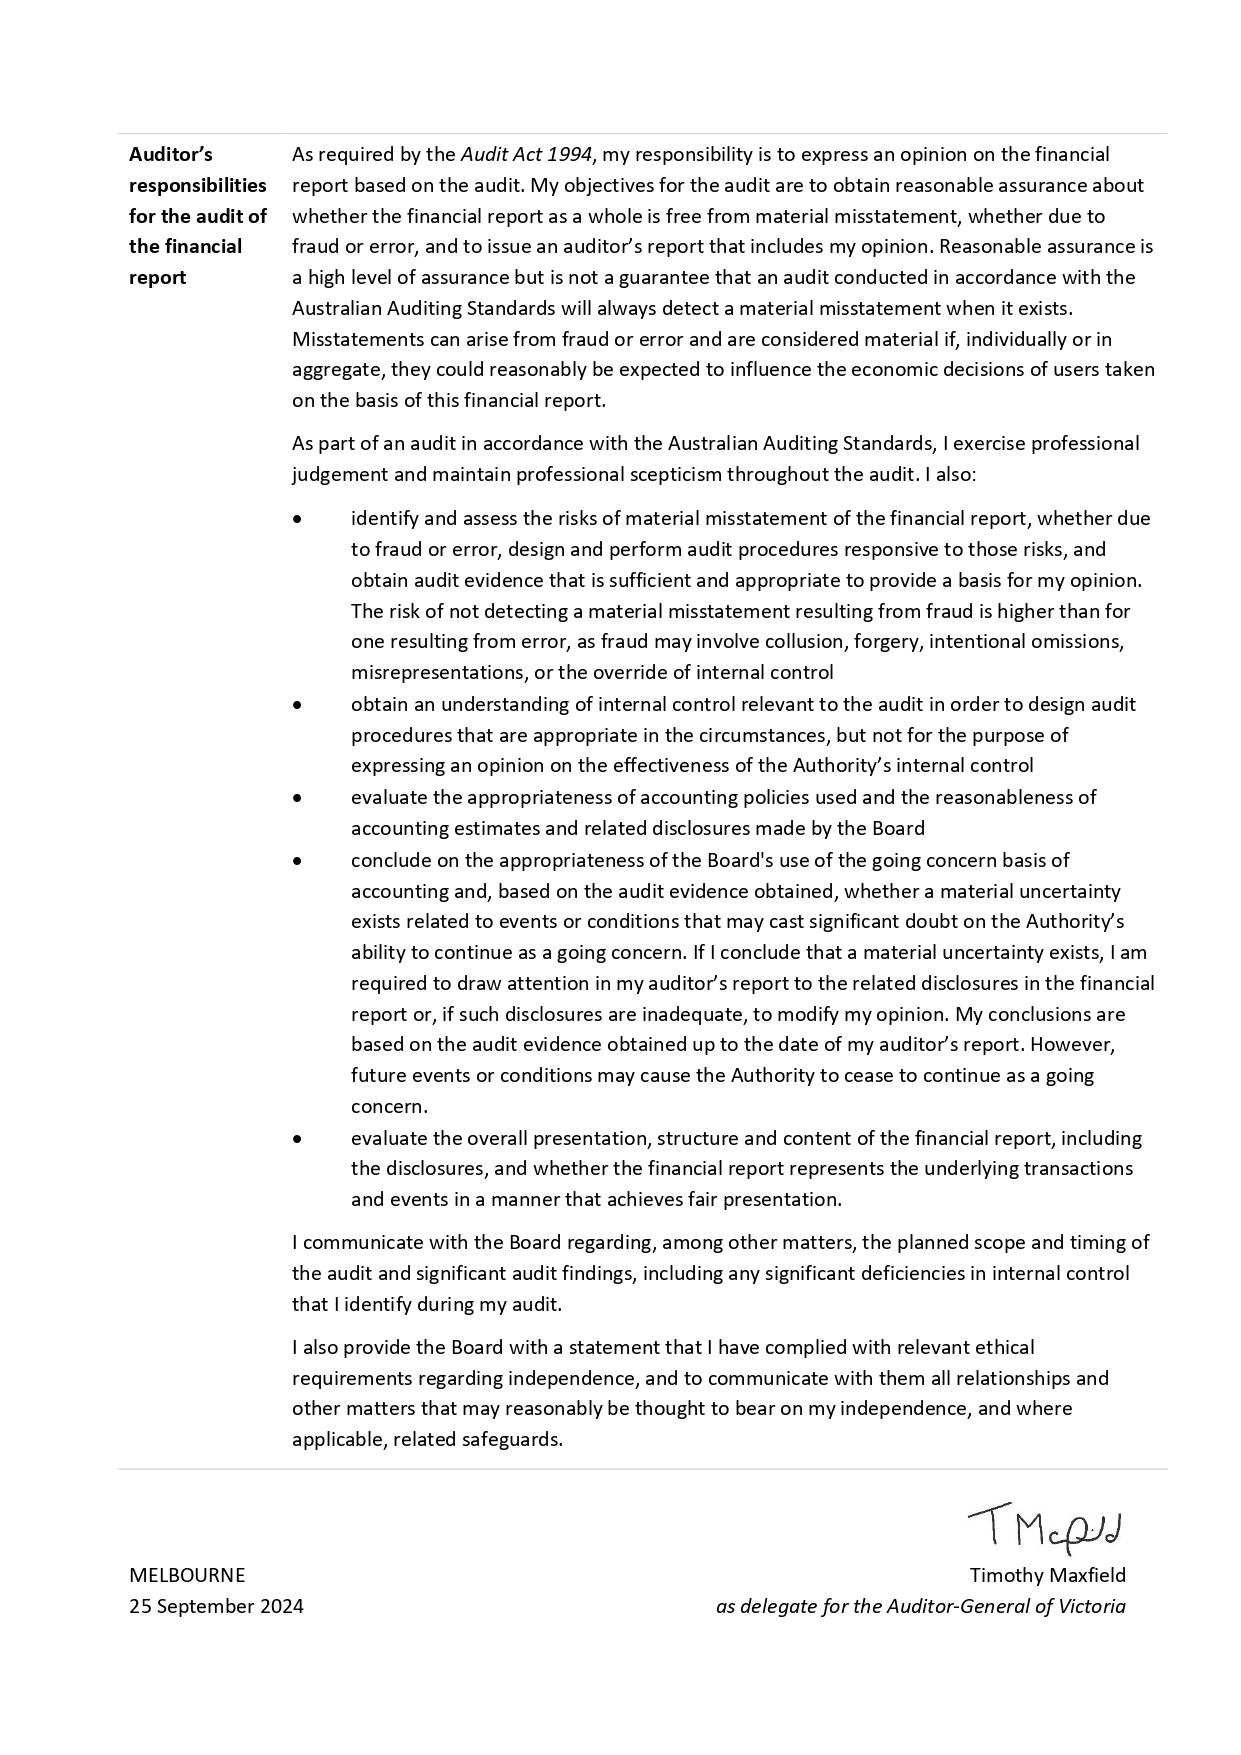 Auditor’s
responsibilities
for the audit of
the financial
report
As required by the Audit Act 1994, my responsibility is to express an opinion on the financial
report based on the audit. My objectives for the audit are to obtain reasonable assurance about
whether the financial report as a whole is free from material misstatement, whether due to
fraud or error, and to issue an auditor’s report that includes my opinion. Reasonable assurance is
a high level of assurance but is not a guarantee that an audit conducted in accordance with the
Australian Auditing Standards will always detect a material misstatement when it exists.
Misstatements can arise from fraud or error and are considered material if, individually or in
aggregate, they could reasonably be expected to influence the economic decisions of users taken
on the basis of this financial report.
As part of an audit in accordance with the Australian Auditing Standards, I exercise professional
judgement and maintain professional scepticism throughout the audit. I also:
• identify and assess the risks of material misstatement of the financial report, whether due
to fraud or error, design and perform audit procedures responsive to those risks, and
obtain audit evidence that is sufficient and appropriate to provide a basis for my opinion.
The risk of not detecting a material misstatement resulting from fraud is higher than for
one resulting from error, as fraud may involve collusion, forgery, intentional omissions,
misrepresentations, or the override of internal control
• obtain an understanding of internal control relevant to the audit in order to design audit
procedures that are appropriate in the circumstances, but not for the purpose of
expressing an opinion on the effectiveness of the Authority’s internal control
• evaluate the appropriateness of accounting policies used and the reasonableness of
accounting estimates and related disclosures made by the Board
• conclude on the appropriateness of the Board's use of the going concern basis of
accounting and, based on the audit evidence obtained, whether a material uncertainty
exists related to events or conditions that may cast significant doubt on the Authority’s
ability to continue as a going concern. If I conclude that a material uncertainty exists, I am
required to draw attention in my auditor’s report to the related disclosures in the financial
report or, if such disclosures are inadequate, to modify my opinion. My conclusions are
based on the audit evidence obtained up to the date of my auditor’s report. However,
future events or conditions may cause the Authority to cease to continue as a going
concern.
• evaluate the overall presentation, structure and content of the financial report, including
the disclosures, and whether the financial report represents the underlying transactions
and events in a manner that achieves fair presentation.
I communicate with the Board regarding, among other matters, the planned scope and timing of
the audit and significant audit findings, including any significant deficiencies in internal control
that I identify during my audit.
I also provide the Board with a statement that I have complied with relevant ethical
requirements regarding independence, and to communicate with them all relationships and
other matters that may reasonably be thought to bear on my independence, and where
applicable, related safeguards.
MELBOURNE
25 September 2024
Timothy Maxfield
as delegate for the Auditor-General of Victoria